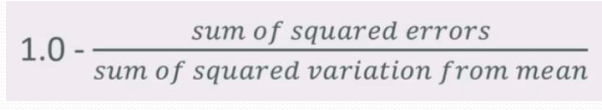 1.0 - sum of squared errors
sum of squared variation from mean